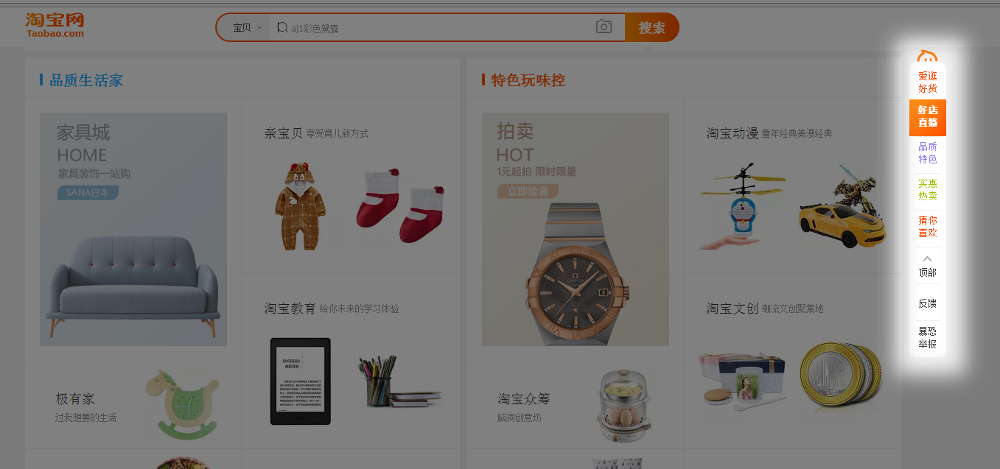 淘宝网
Taobao.com
宝贝
aj1彩色鸳鸯
搜索
品质生活家
家具城
HOME
家具装饰一站购
SANA日本
亲宝贝 享受育儿新方式
淘宝教育 给你未来的学习体验
极有家
过我想要的生活
特色玩味控
拍卖
HOT
1元起拍 限时限量
立即捡漏
淘宝动漫 童年经典美漫经典
淘宝文创 潮流文创聚集地
淘宝众筹
脑洞创意坊
爱逛
好货
好店
直播
品质
特色
实惠
热卖
猜你
喜欢
顶部
反馈
暴恐
举报